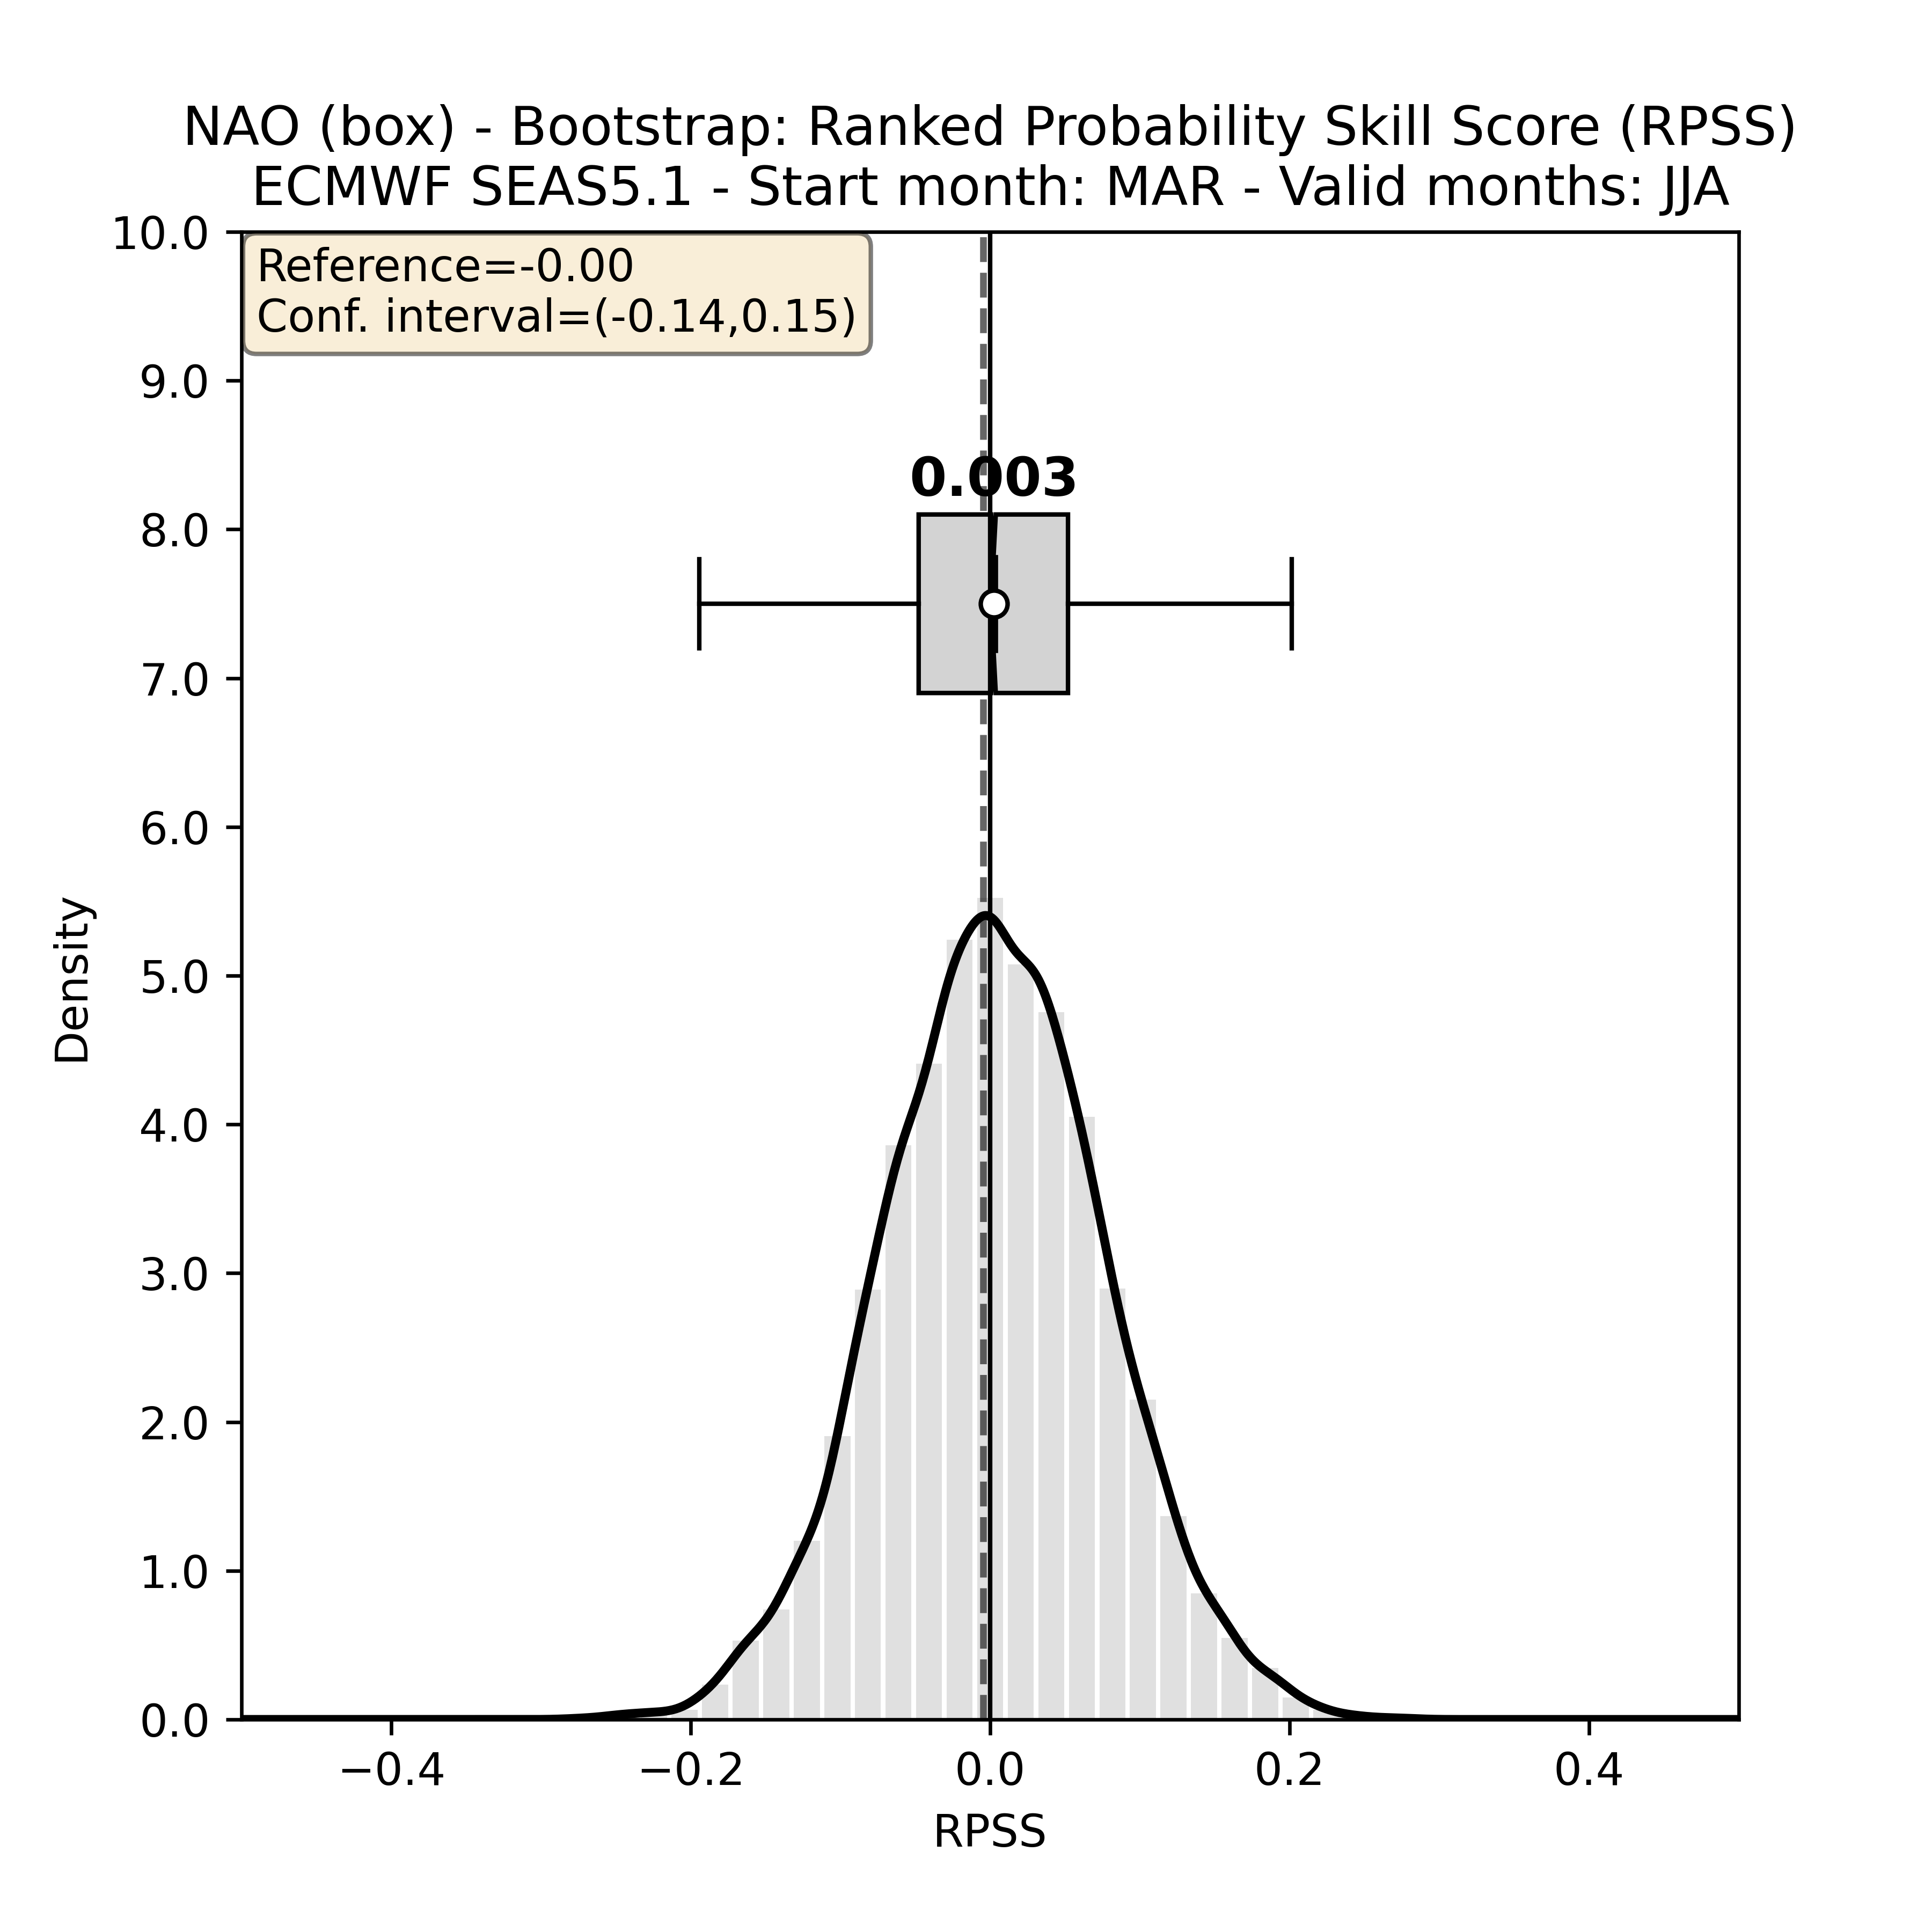 NAO (box) - Bootstrap: Ranked Probability Skill Score (RPSS)
ECMWF SEAS5.1 - Start month: MAR - Valid months: JJA
Reference=-0.00
Conf. interval=(-0.14,0.15)
0.003
10.0
9.0
8.0
7.0
6.0
5.0
4.0
3.0
2.0
1.0
0.0
Density
−0.4 −0.2 0.0 0.2 0.4
RPSS